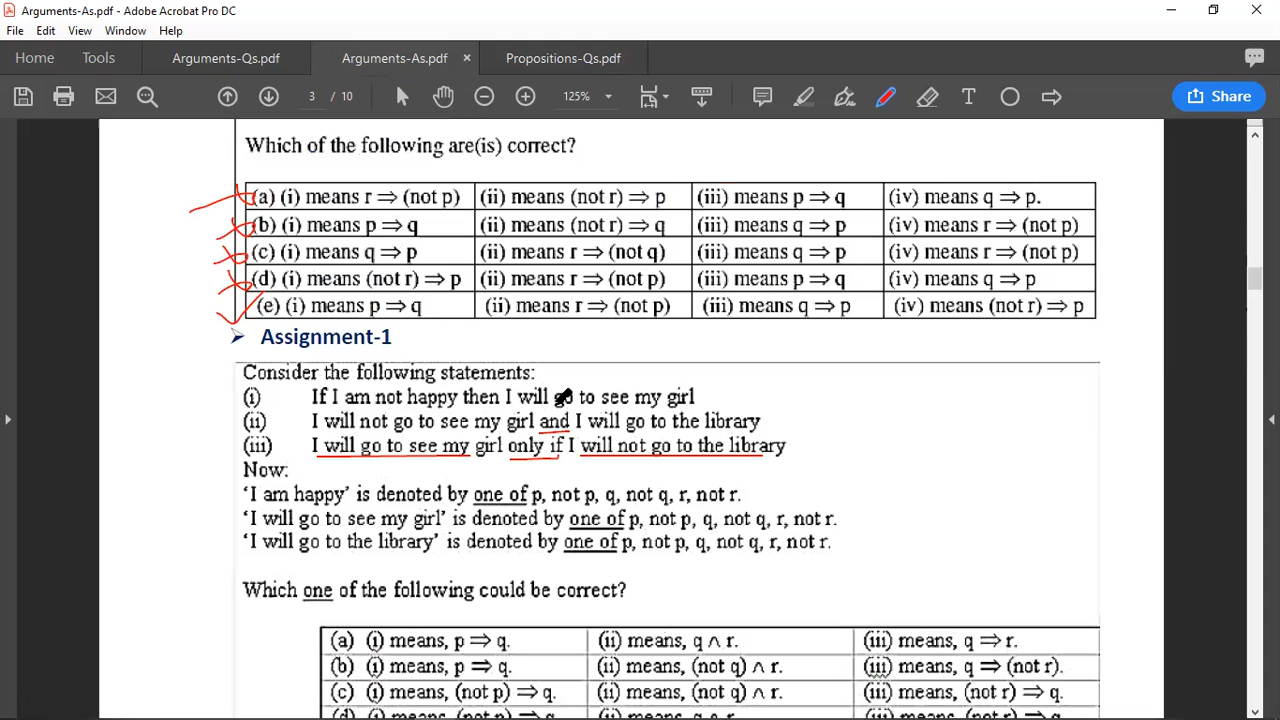 Arguments-As.pdf - Adobe Acrobat Pro DC
File Edit View Window Help
Home Tools Arguments-Qs.pdf Arguments-As.pdf × Propositions-Qs.pdf
3 / 10 125% Share
Which of the following are(is) correct?
(a) (i) means r ⇒ (not p) (ii) means (not r) ⇒ p (iii) means p ⇒ q (iv) means q ⇒ p.
(b) (i) means p ⇒ q (ii) means (not r) ⇒ q (iii) means q ⇒ p (iv) means r ⇒ (not p)
(c) (i) means q ⇒ p (ii) means r ⇒ (not q) (iii) means p ⇒ q (iv) means r ⇒ (not p)
(d) (i) means (not r) ⇒ p (ii) means r ⇒ (not p) (iii) means p ⇒ q (iv) means q ⇒ p
(e) (i) means p ⇒ q (ii) means r ⇒ (not p) (iii) means q ⇒ p (iv) means (not r) ⇒ p
➢ Assignment-1
Consider the following statements:
(i) If I am not happy then I will go to see my girl
(ii) I will not go to see my girl and I will go to the library
(iii) I will go to see my girl only if I will not go to the library
Now:
‘I am happy’ is denoted by one of p, not p, q, not q, r, not r.
‘I will go to see my girl’ is denoted by one of p, not p, q, not q, r, not r.
‘I will go to the library’ is denoted by one of p, not p, q, not q, r, not r.
Which one of the following could be correct?
(a) (i) means, p ⇒ q. (ii) means, q ∧ r. (iii) means, q ⇒ r.
(b) (i) means, p ⇒ q. (ii) means, (not q) ∧ r. (iii) means, q ⇒ (not r).
(c) (i) means, (not p) ⇒ q. (ii) means, (not q) ∧ r. (iii) means, (not r) ⇒ q.